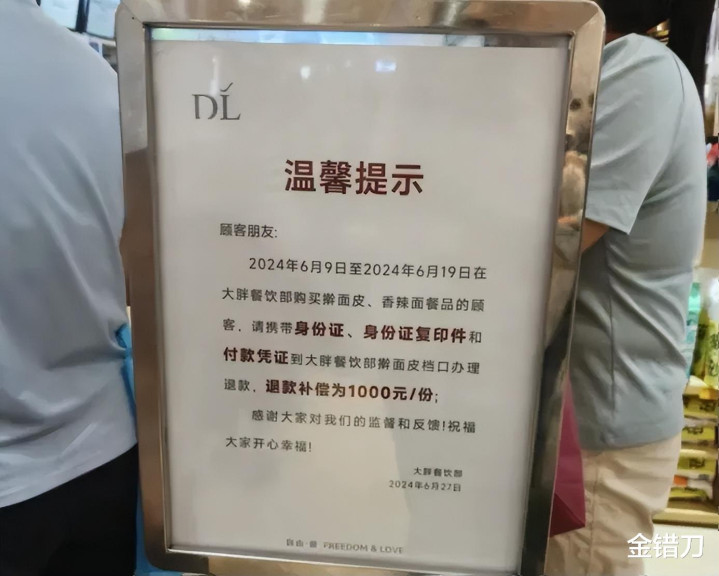 DL
温馨提示
顾客朋友:
2024年6月9日至2024年6月19日在
大胖餐饮部购买擀面皮、香辣面餐品的顾
客，请携带身份证、身份证复印件和
付款凭证到大胖餐饮部擀面皮档口办理
退款，退款补偿为1000元/份;
感谢大家对我们的监督和反馈!祝福
大家开心幸福!
大胖餐饮部
2024年6月27日
自由·爱 FREEDOM & LOVE
金错刀